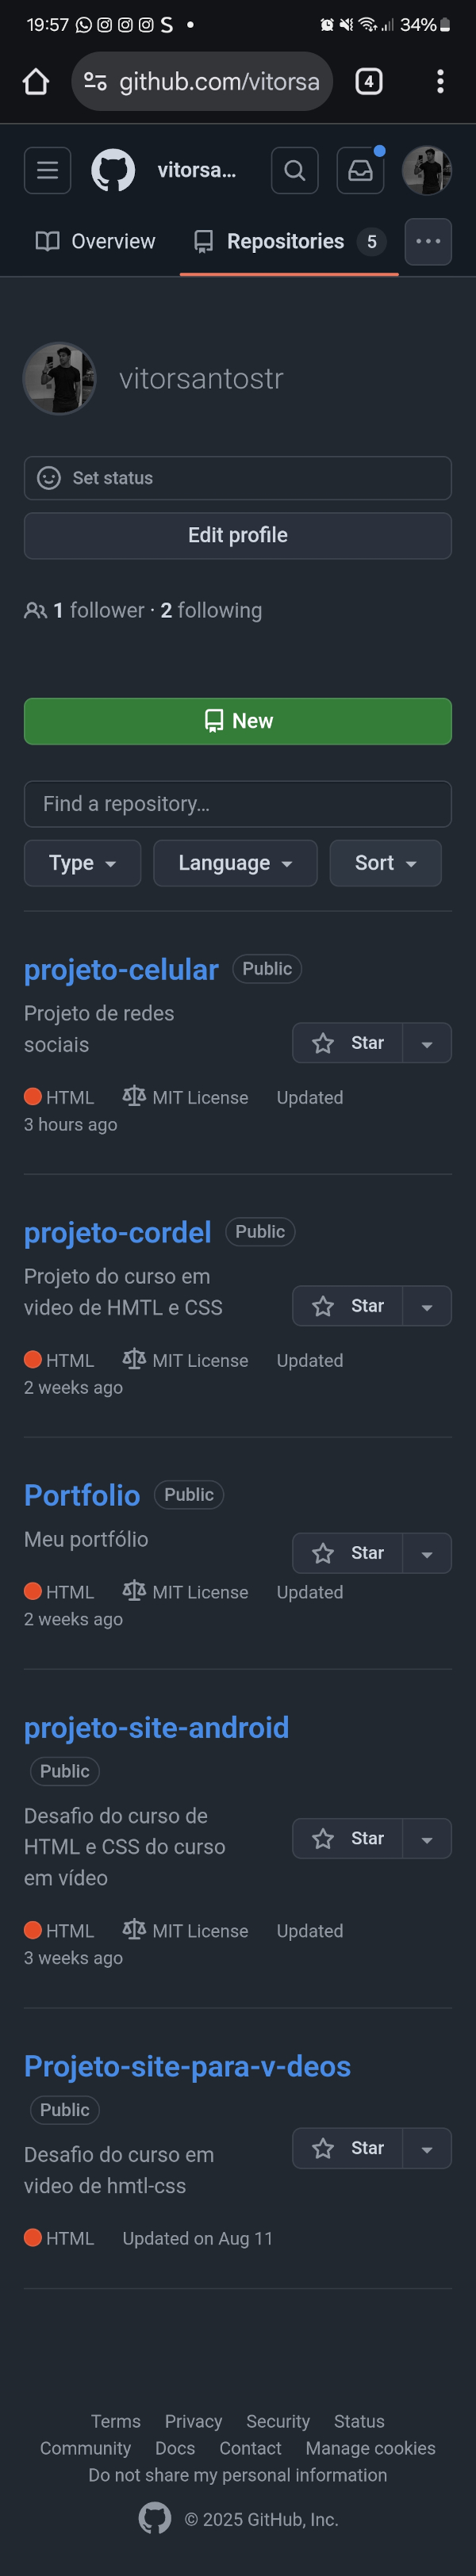 19:57 34%
github.com/vitorsa 4
vitorsa...
Overview Repositories 5
vitorsantostr
Set status
Edit profile
1 follower · 2 following
New
Find a repository...
Type Language Sort
projeto-celular Public
Projeto de redes
sociais
Star
HTML MIT License Updated
3 hours ago
projeto-cordel Public
Projeto do curso em
video de HMTL e CSS
Star
HTML MIT License Updated
2 weeks ago
Portfolio Public
Meu portfólio
Star
HTML MIT License Updated
2 weeks ago
projeto-site-android
Public
Desafio do curso de
HTML e CSS do curso
em vídeo
Star
HTML MIT License Updated
3 weeks ago
Projeto-site-para-v-deos
Public
Desafio do curso em
video de hmtl-css
Star
HTML Updated on Aug 11
Terms Privacy Security Status
Community Docs Contact Manage cookies
Do not share my personal information
© 2025 GitHub, Inc.